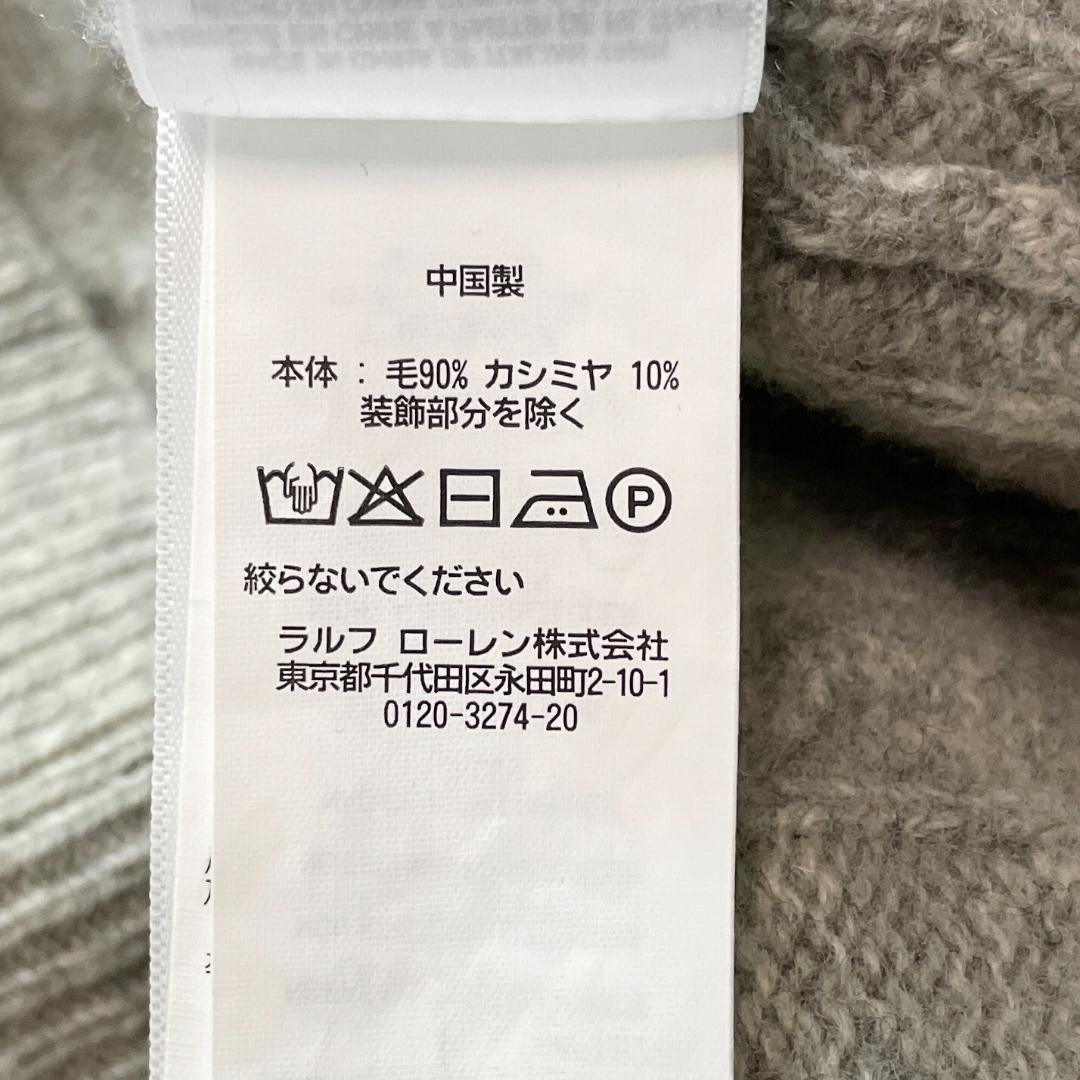 中国製
本体 : 毛90% カシミヤ 10%
装飾部分を除く
P
絞らないでください
ラルフ ローレン株式会社
東京都千代田区永田町2-10-1
0120-3274-20